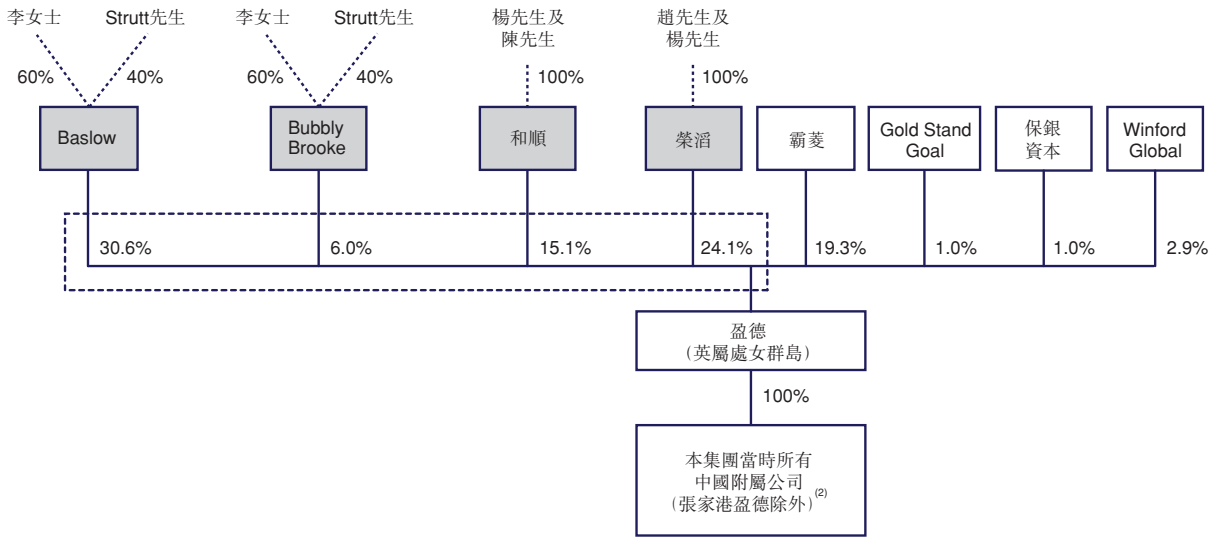 李女士
Strutt先生
李女士
Strutt先生
楊先生及
陳先生
趙先生及
楊先生
60%
40%
60%
40%
100%
100%
Baslow
Bubbly
Brooke
和順
榮滔
霸菱
Gold Stand
Goal
保銀
資本
Winford
Global
30.6%
6.0%
15.1%
24.1%
19.3%
1.0%
1.0%
2.9%
盈德
(英屬處女群島)
100%
本集團當時所有
中國附屬公司
(張家港盈德除外)(2)